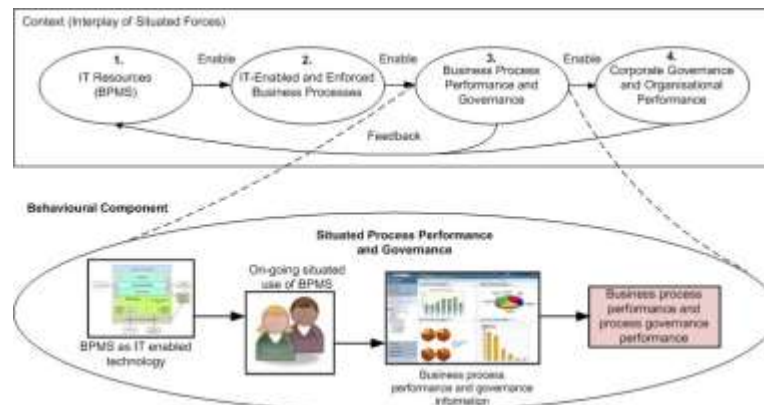 Context (Interplay of Situated Forces)
1.
IT Resources
(BPMS)
Enable
2.
IT-Enabled and Enforced
Business Processes
Enable
3.
Business Process
Performance and
Governance
Enable
4.
Corporate Governance
and Organisational
Performance
Feedback
Behavioural Component
Situated Process Performance
and Governance
BPMS as IT enabled
technology
On-going situated
use of BPMS
Business process
performance and governance
information
Business process
performance and
process governance
performance